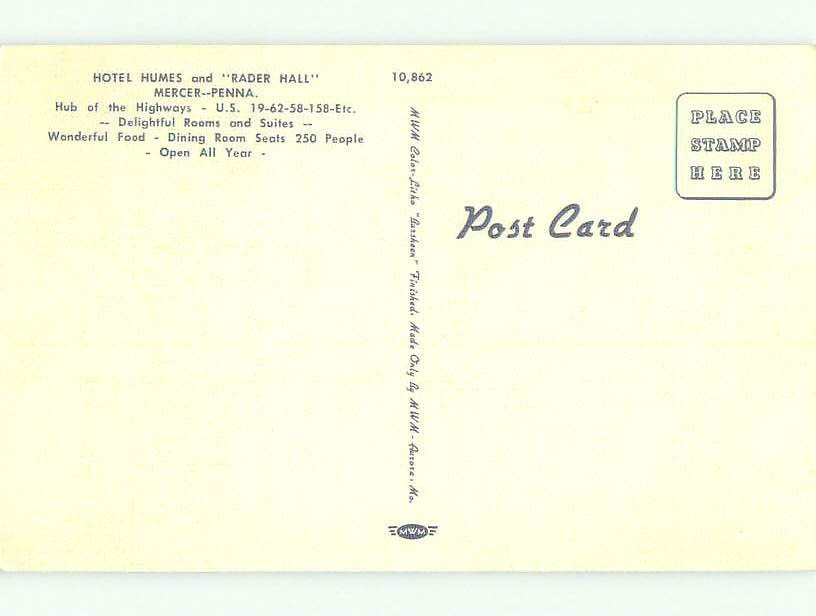 HOTEL HUMES and "RADER HALL"
MERCER--PENNA.
Hub of the Highways - U.S. 19-62-58-158-Etc.
-- Delightful Rooms and Suites --
Wonderful Food - Dining Room Seats 250 People
- Open All Year -
10,862
MWM Color-Litho "Aursheen" Finished. Made Only By MWM - Aurora, Mo.
MWM
Post Card
PLACE
STAMP
HERE